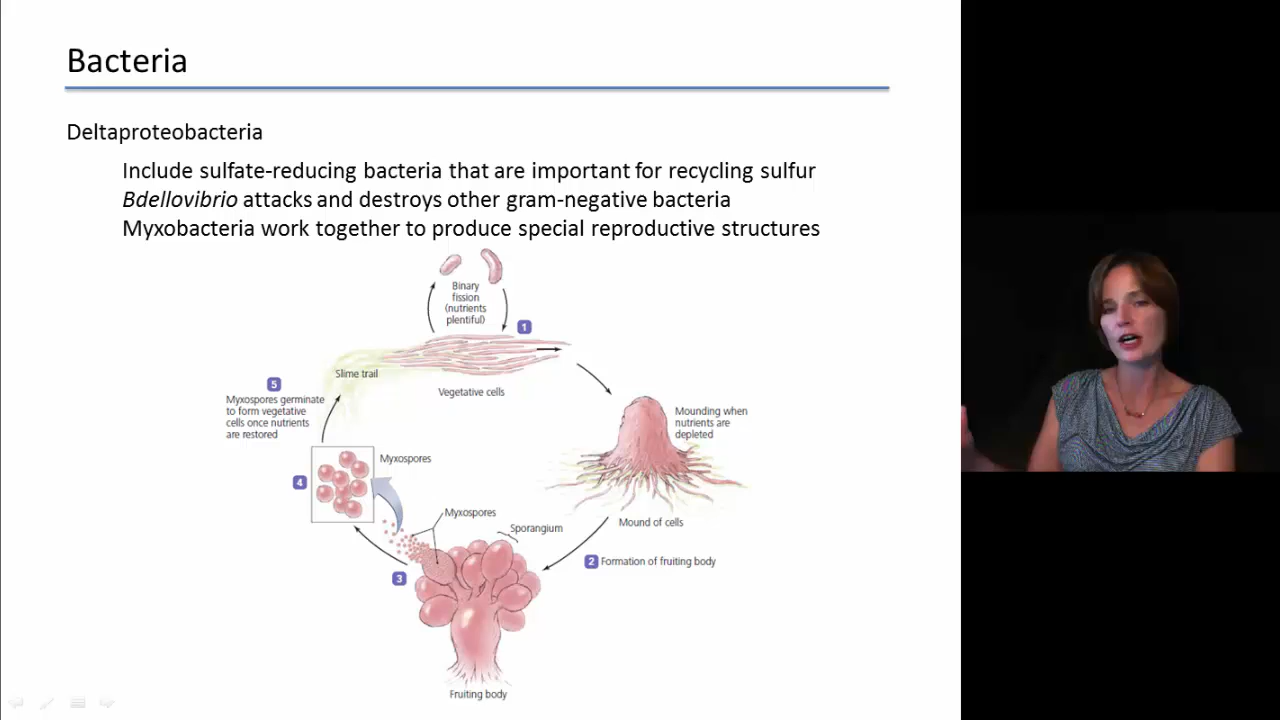 Bacteria
Deltaproteobacteria
Include sulfate-reducing bacteria that are important for recycling sulfur
Bdellovibrio attacks and destroys other gram-negative bacteria
Myxobacteria work together to produce special reproductive structures
Binary
fission
(nutrients
plentiful)
1
Slime trail
Vegetative cells
5
Myxospores germinate
to form vegetative
cells once nutrients
are restored
Mounding when
nutrients are
depleted
Myxospores
4
Mound of cells
Myxospores
Sporangium
2 Formation of fruiting body
3
Fruiting body